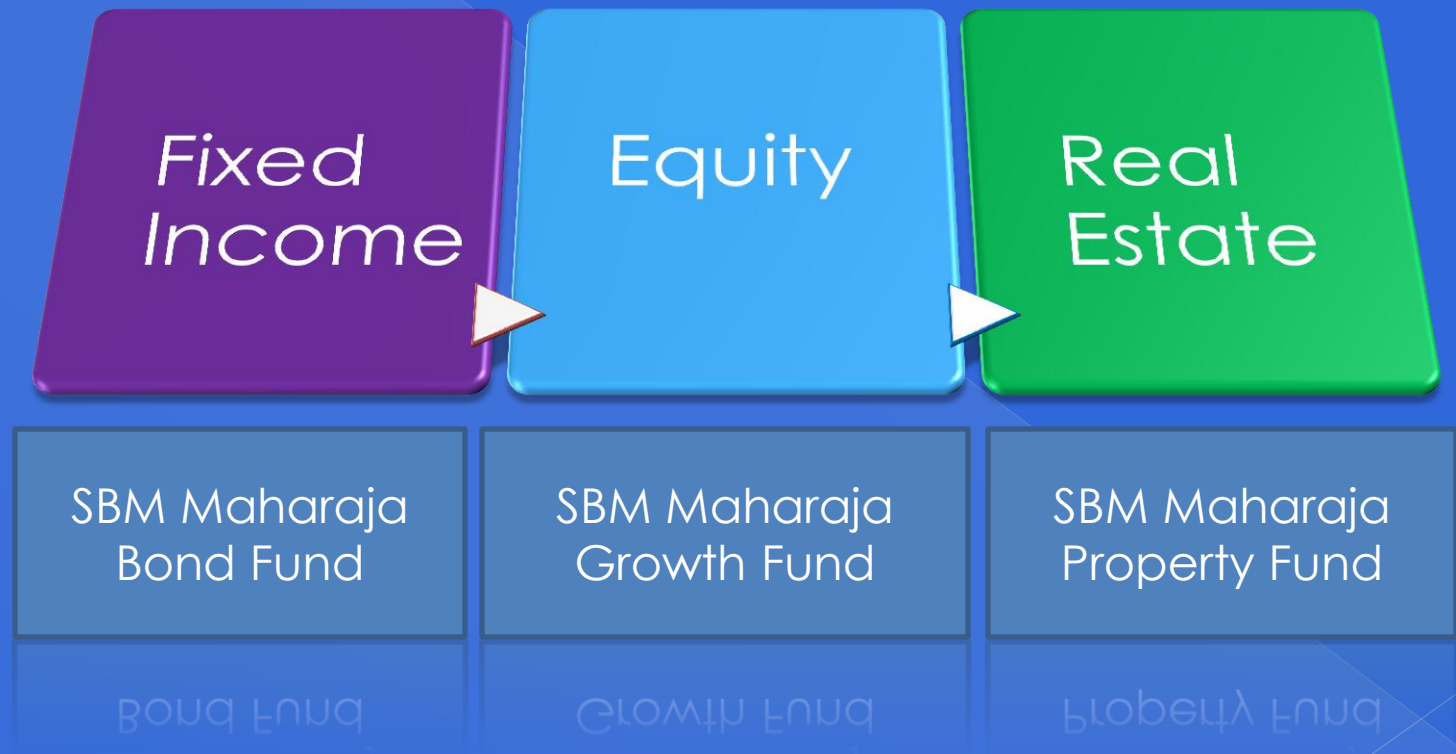 Fixed
Income
Equity
Real
Estate
SBM Maharaja
Bond Fund
SBM Maharaja
Growth Fund
SBM Maharaja
Property Fund